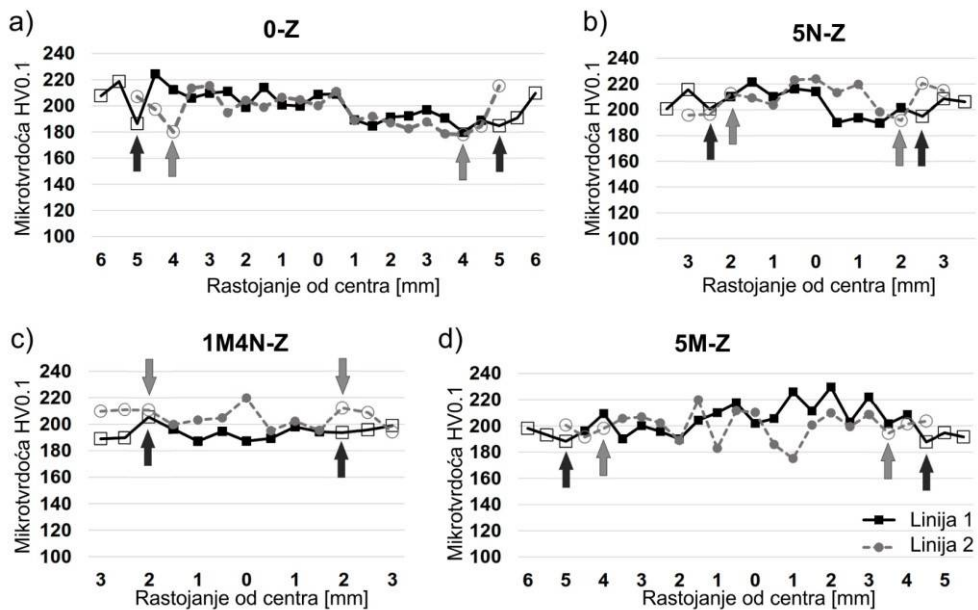 a)
0-Z
Mikrotvrdoća HV0.1
240
220
200
180
160
140
120
100
6 5 4 3 2 1 0 1 2 3 4 5 6
Rastojanje od centra [mm]
b)
5N-Z
Mikrotvrdoća HV0.1
240
220
200
180
160
140
120
100
3 2 1 0 1 2 3
Rastojanje od centra [mm]
c)
1M4N-Z
Mikrotvrdoća HV0.1
240
220
200
180
160
140
120
100
3 2 1 0 1 2 3
Rastojanje od centra [mm]
d)
5M-Z
Mikrotvrdoća HV0.1
240
220
200
180
160
140
120
100
6 5 4 3 2 1 0 1 2 3 4 5
Rastojanje od centra [mm]
Linija 1
Linija 2